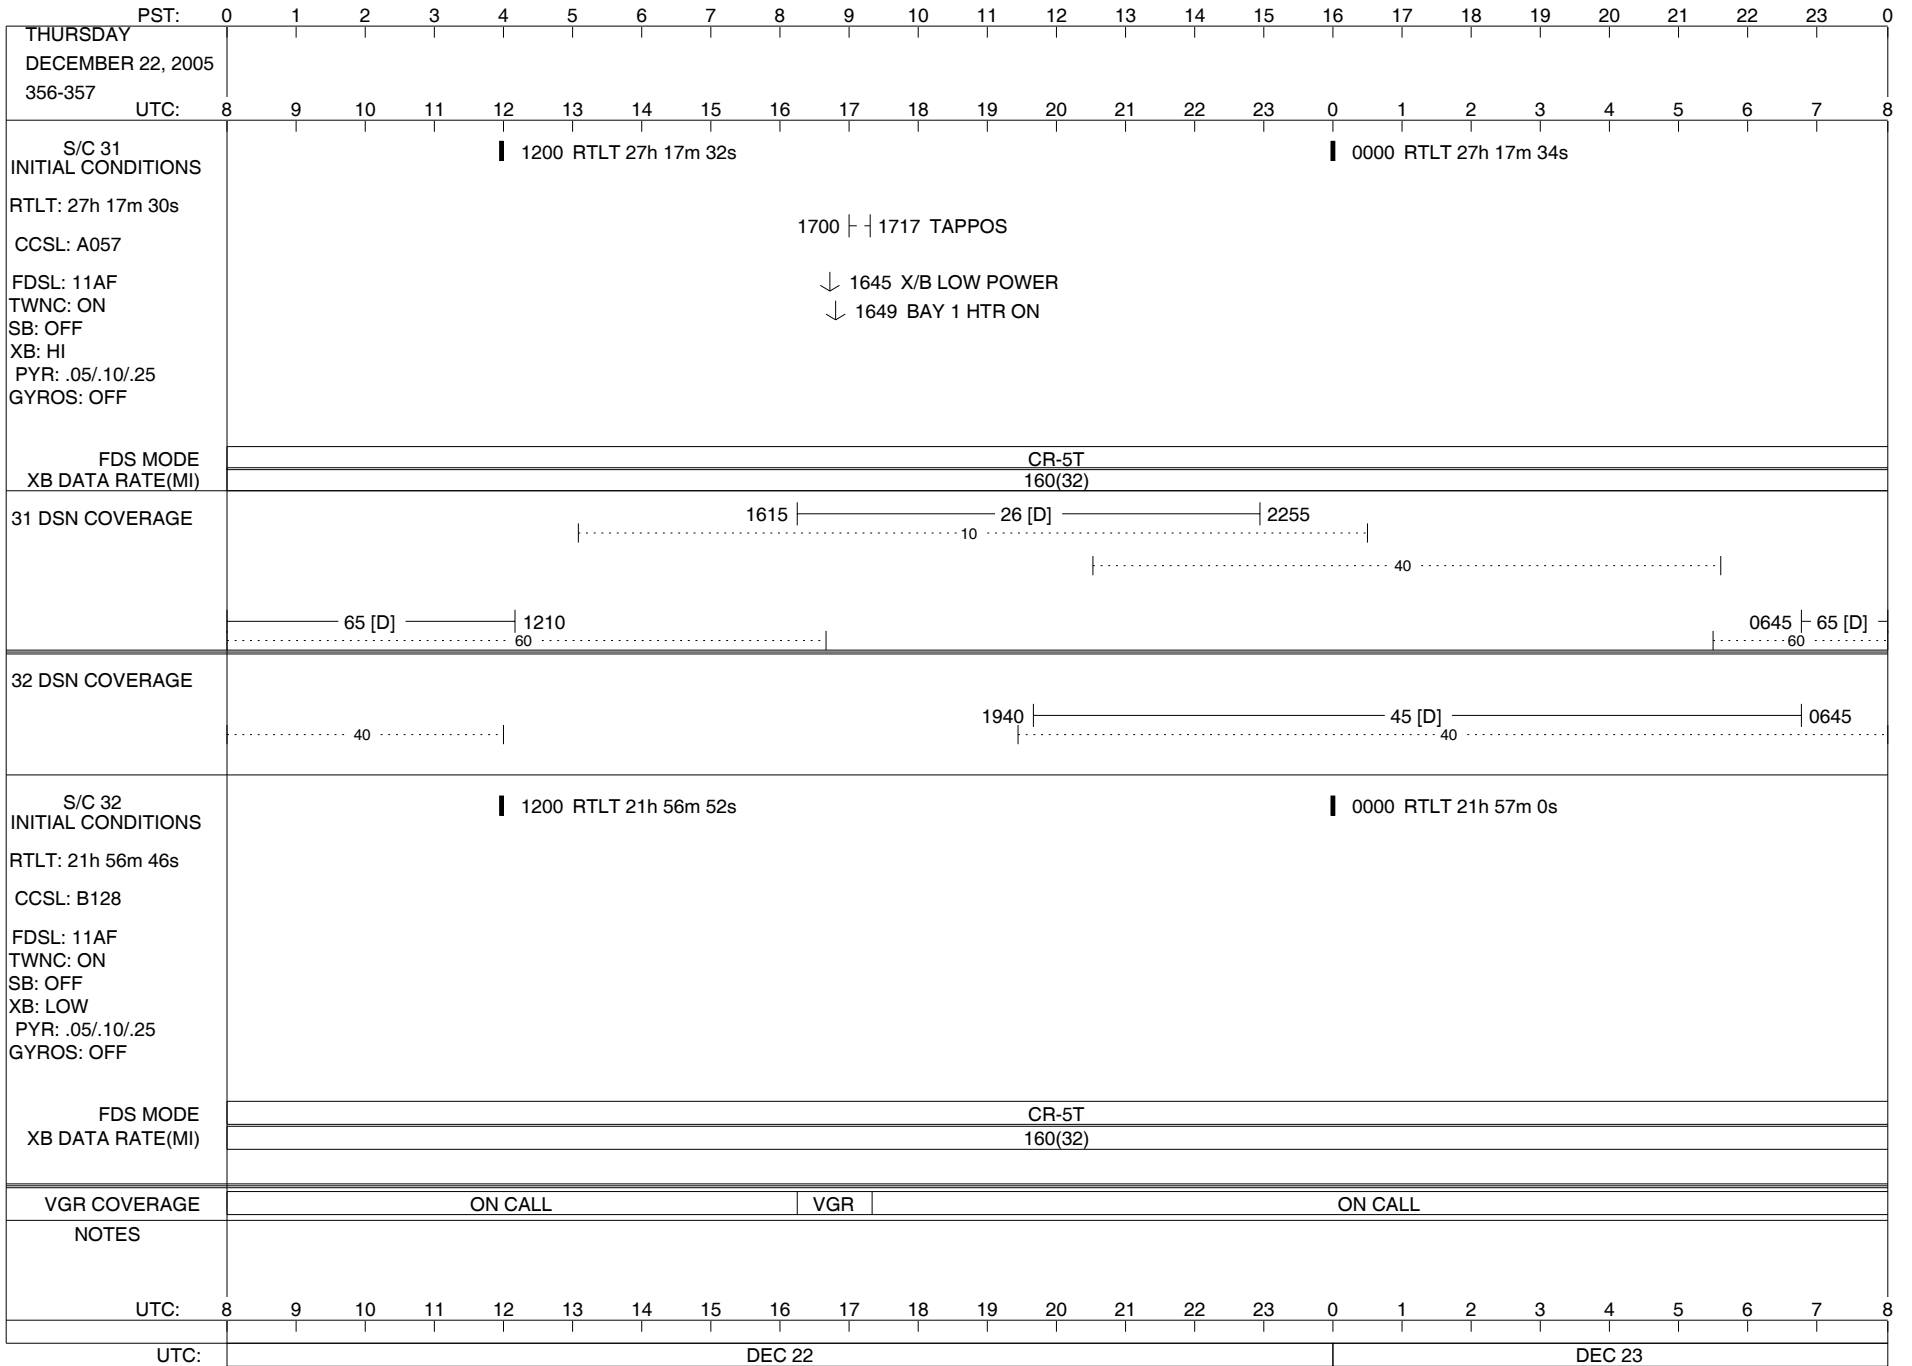 PST: 0 1 2 3 4 5 6 7 8 9 10 11 12 13 14 15 16 17 18 19 20 21 22 23 0
THURSDAY
DECEMBER 22, 2005
356-357
UTC: 8 9 10 11 12 13 14 15 16 17 18 19 20 21 22 23 0 1 2 3 4 5 6 7 8
S/C 31
INITIAL CONDITIONS
1200 RTLT 27h 17m 32s
0000 RTLT 27h 17m 34s
RTLT: 27h 17m 30s
1700 1717 TAPPOS
CCSL: A057
FDSL: 11AF
1645 X/B LOW POWER
TWNC: ON
1649 BAY 1 HTR ON
SB: OFF
XB: HI
PYR: .05/.10/.25
GYROS: OFF
FDS MODE CR-5T
XB DATA RATE(MI) 160(32)
31 DSN COVERAGE
1615 26 [D] 2255
10
40
65 [D] 1210
0645 65 [D]
60
60
32 DSN COVERAGE
1940 45 [D] 0645
40
40
S/C 32
INITIAL CONDITIONS
1200 RTLT 21h 56m 52s
0000 RTLT 21h 57m 0s
RTLT: 21h 56m 46s
CCSL: B128
FDSL: 11AF
TWNC: ON
SB: OFF
XB: LOW
PYR: .05/.10/.25
GYROS: OFF
FDS MODE CR-5T
XB DATA RATE(MI) 160(32)
VGR COVERAGE ON CALL VGR ON CALL
NOTES
UTC: 8 9 10 11 12 13 14 15 16 17 18 19 20 21 22 23 0 1 2 3 4 5 6 7 8
UTC: DEC 22 DEC 23